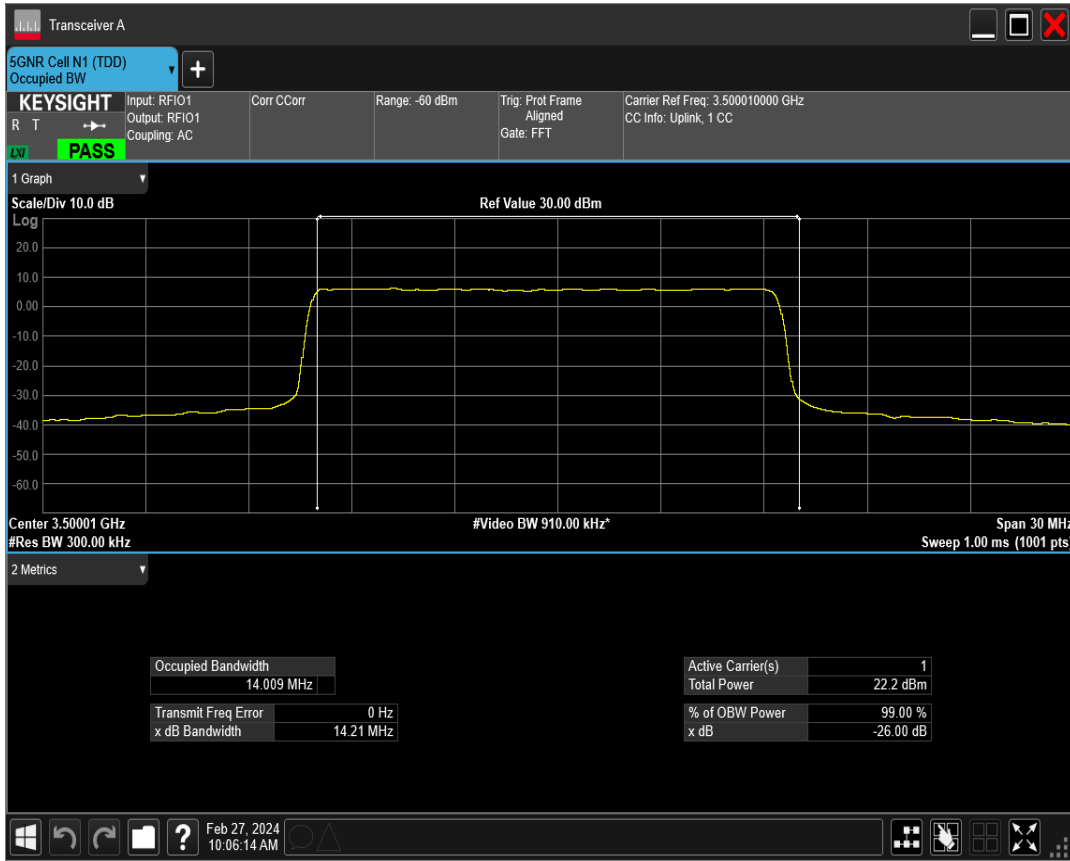 Transceiver A
5GNR Cell N1 (TDD)
Occupied BW
+
KEYSIGHT
R T
LXI
PASS
Input: RFIO1
Output: RFIO1
Coupling: AC
Corr CCorr
Range: -60 dBm
Trig: Prot Frame
Aligned
Gate: FFT
Carrier Ref Freq: 3.500010000 GHz
CC Info: Uplink, 1 CC
1 Graph
Scale/Div 10.0 dB
Ref Value 30.00 dBm
Log
20.0
10.0
0.00
-10.0
-20.0
-30.0
-40.0
-50.0
-60.0
Center 3.50001 GHz
#Video BW 910.00 kHz*
Span 30 MHz
#Res BW 300.00 kHz
Sweep 1.00 ms (1001 pts)
2 Metrics
Occupied Bandwidth
14.009 MHz
Transmit Freq Error 0 Hz
x dB Bandwidth 14.21 MHz
Active Carrier(s) 1
Total Power 22.2 dBm
% of OBW Power 99.00 %
x dB -26.00 dB
?
Feb 27, 2024
10:06:14 AM